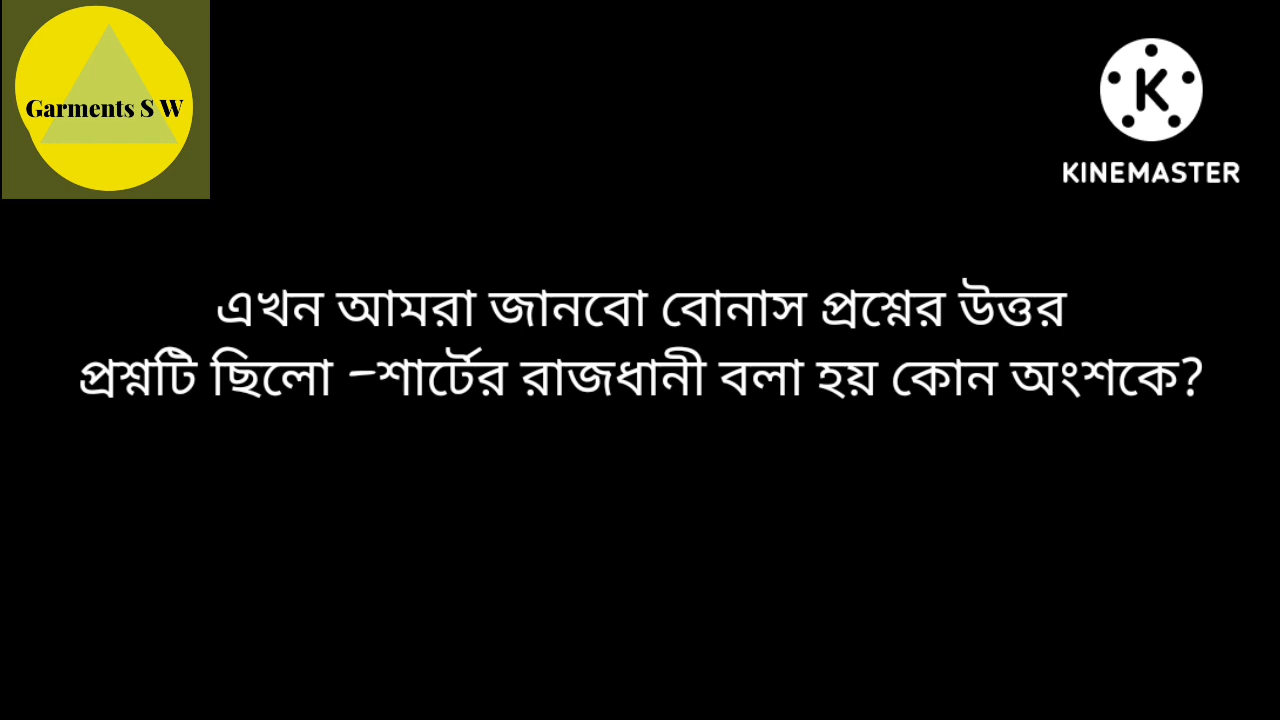 Garments S W
K
KINEMASTER
এখন আমরা জানবো বোনাস প্রশ্নের উত্তর
প্রশ্নটি ছিলো -শার্টের রাজধানী বলা হয় কোন অংশকে?